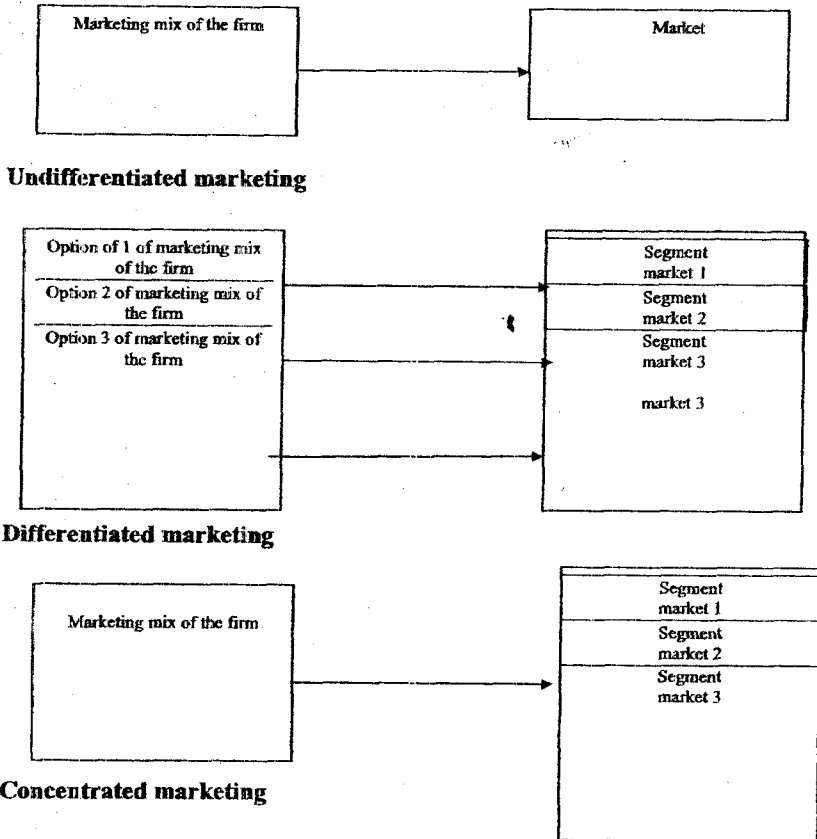 Marketing mix of the firm
Market
Undifferentiated marketing
Option of 1 of marketing mix
of the firm
Option 2 of marketing mix of
the firm
Option 3 of marketing mix of
the firm
Segment
market 1
Segment
market 2
Segment
market 3
market 3
Differentiated marketing
Marketing mix of the firm
Segment
market 1
Segment
market 2
Segment
market 3
Concentrated marketing